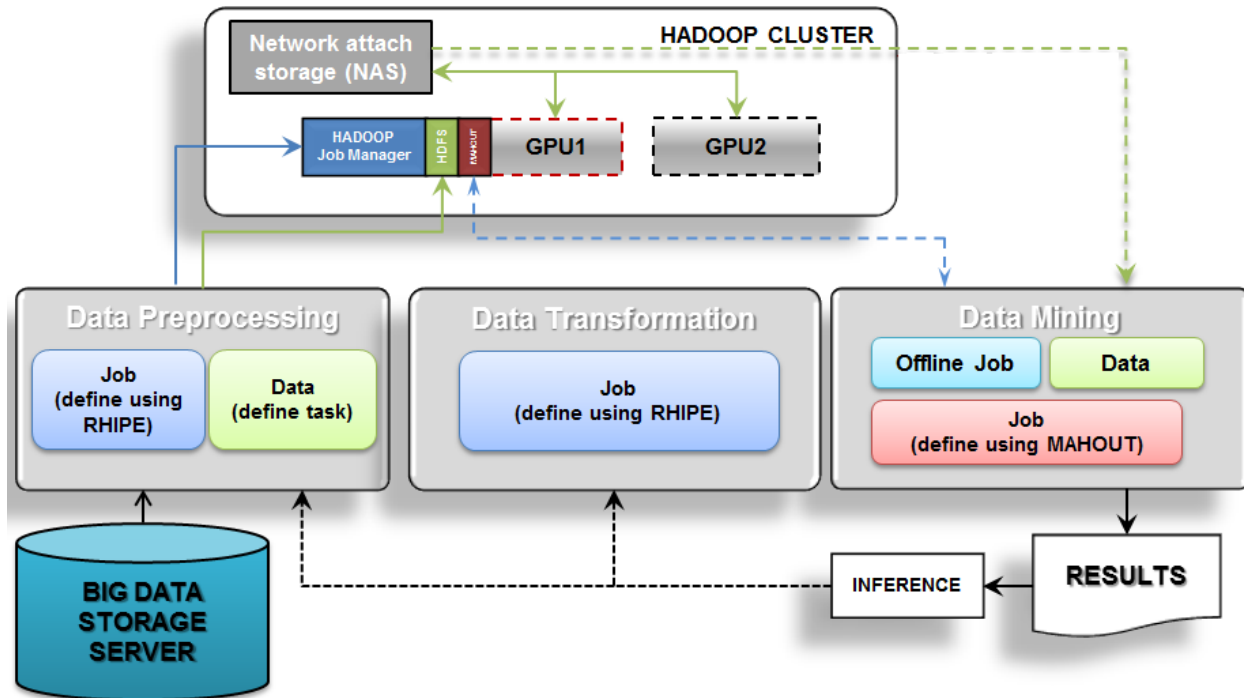 HADOOP CLUSTER
Network attach
storage (NAS)
HADOOP
Job Manager
HDFS
MAHOUT
GPU1
GPU2
Data Preprocessing
Job
(define using
RHIPE)
Data
(define task)
Data Transformation
Job
(define using RHIPE)
Data Mining
Offline Job
Data
Job
(define using MAHOUT)
BIG DATA
STORAGE
SERVER
INFERENCE
RESULTS